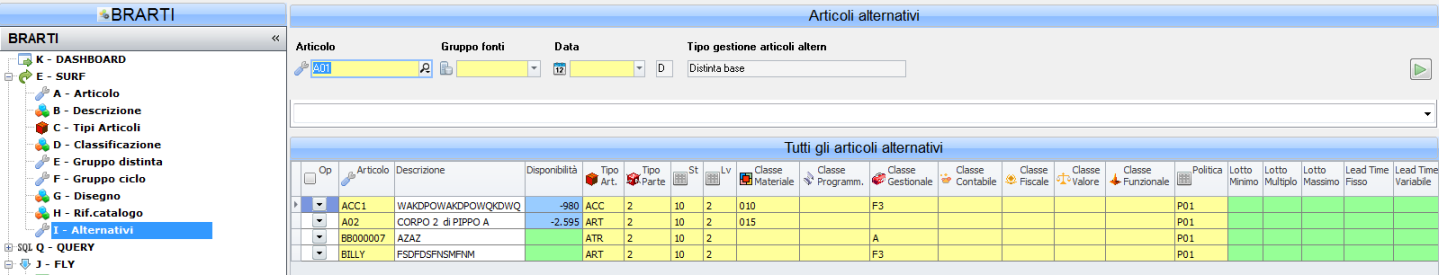 BRARTI
BRARTI «
K - DASHBOARD
E - SURF
A - Articolo
B - Descrizione
C - Tipi Articoli
D - Classificazione
E - Gruppo distinta
F - Gruppo ciclo
G - Disegno
H - Rif.catalogo
I - Alternativi
SQL Q - QUERY
J - FLY
Articoli alternativi
Articolo Gruppo fonti Data Tipo gestione articoli altern
A01 12 D Distinta base
Tutti gli articoli alternativi
Op Articolo Descrizione Disponibilità Tipo Art. Tipo Parte St Lv Classe Materiale Classe Programm. Classe Gestionale Classe Contabile Classe Fiscale Classe Valore Classe Funzionale Politica Lotto Minimo Lotto Multiplo Lotto Massimo Lead Time Fisso Lead Time Variabile
ACC1 WAKDPOWAKDPOWQKDWQ -980 ACC 2 10 2 010 F3 P01
A02 CORPO 2 di PIPPO A -2.595 ART 2 10 2 015 P01
BB000007 AZAZ ATR 2 10 2 A P01
BILLY FSDFDSFNSMFNM ART 2 10 2 F3 P01